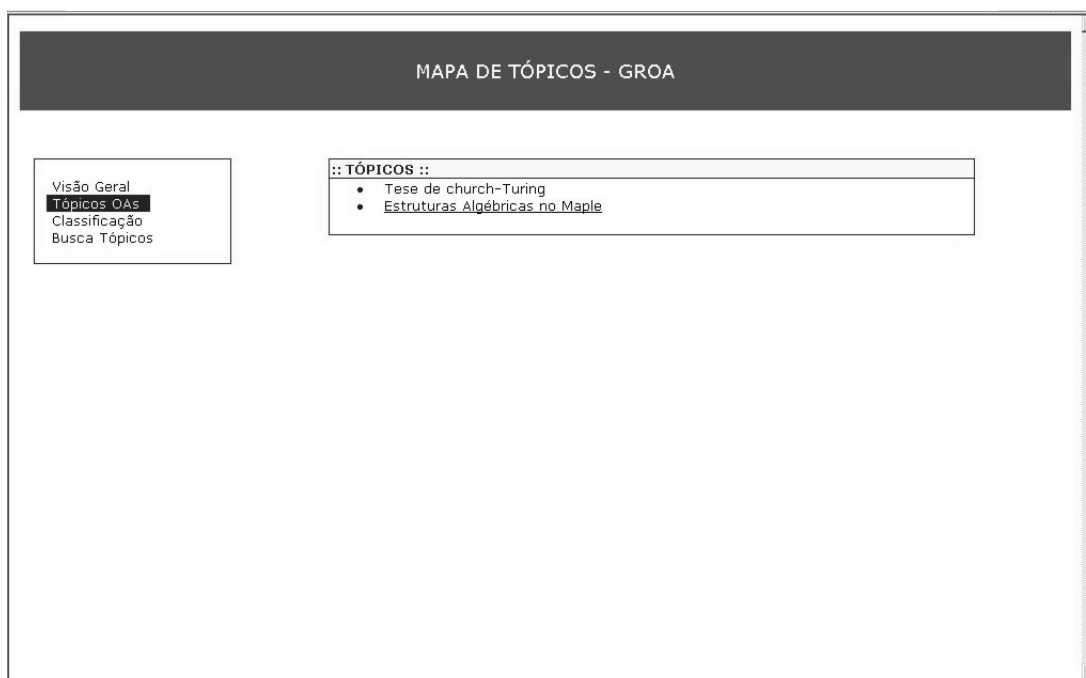 MAPA DE TÓPICOS - GROA
Visão Geral
Tópicos OAs
Classificação
Busca Tópicos
:: TÓPICOS ::
• Tese de church-Turing
• Estruturas Algébricas no Maple